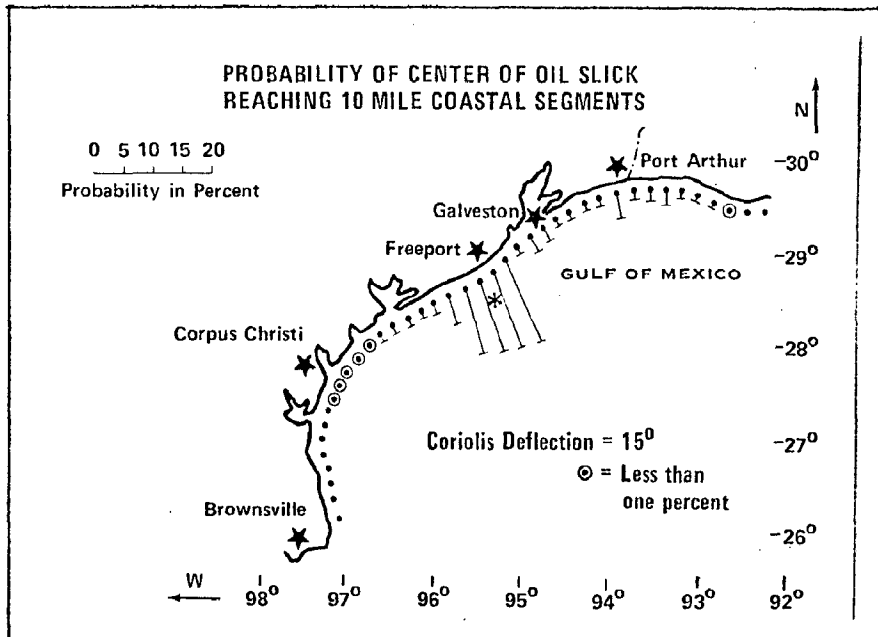 PROBABILITY OF CENTER OF OIL SLICK
REACHING 10 MILE COASTAL SEGMENTS
N
0 5 10 15 20
Probability in Percent
Port Arthur
-30°
Galveston
Freeport
-29°
GULF OF MEXICO
Corpus Christi
-28°
Coriolis Deflection = 15°
-27°
= Less than
one percent
Brownsville
-26°
W
98° 97° 96° 95° 94° 93° 92°